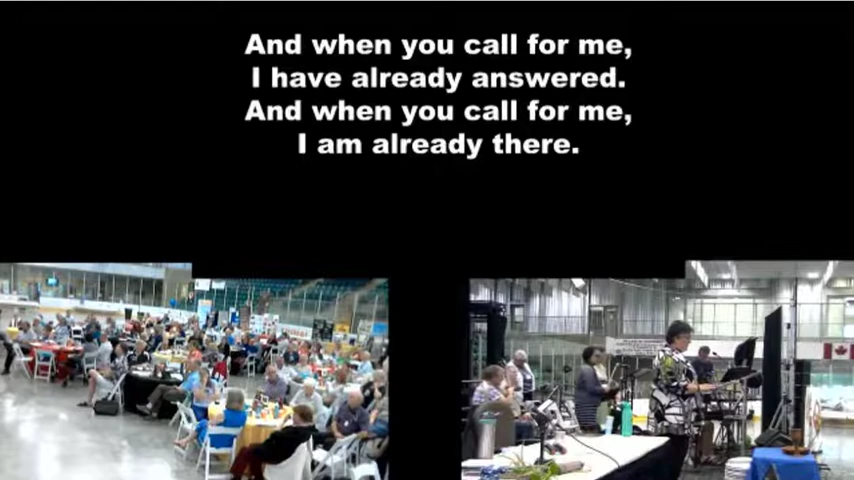 And when you call for me,
I have already answered.
And when you call for me,
I am already there.